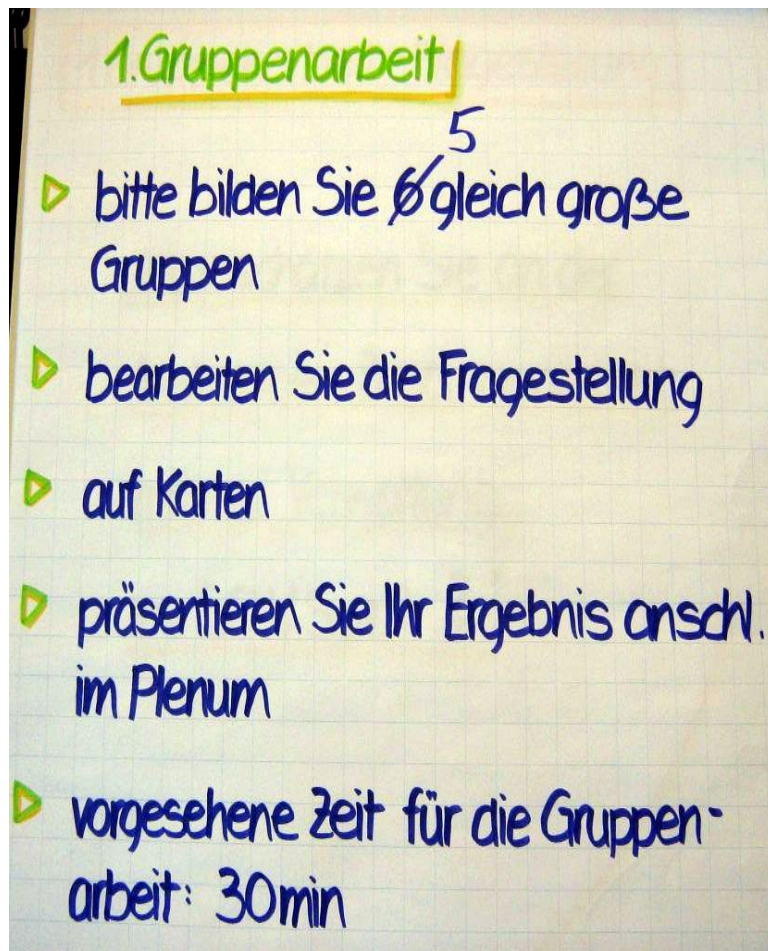 1. Gruppenarbeit
5
bitte bilden Sie 6 gleich große
Gruppen
bearbeiten Sie die Fragestellung
auf Karten
präsentieren Sie Ihr Ergebnis anschl.
im Plenum
vorgesehene Zeit für die Gruppen-
arbeit: 30min